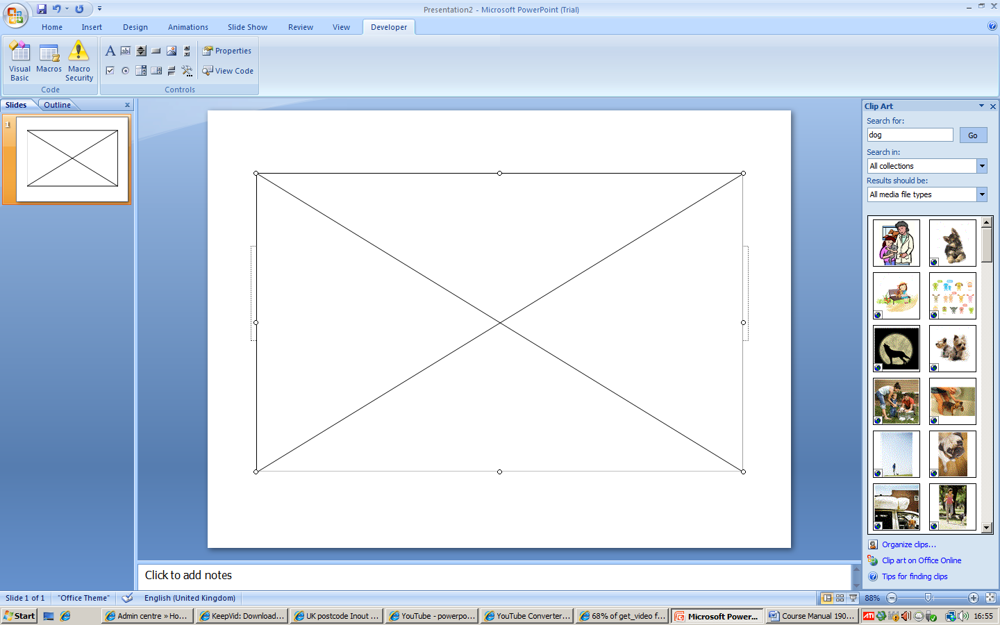 Presentation2 - Microsoft PowerPoint (Trial)
Home Insert Design Animations Slide Show Review View Developer
Visual Basic
Macros
Macro Security
Code
A
ab|
Properties
View Code
Controls
Slides Outline x
1
Clip Art
Search for:
dog Go
Search in:
All collections
Results should be:
All media file types
Organize clips...
Clip art on Office Online
Tips for finding clips
Click to add notes
Slide 1 of 1 "Office Theme" English (United Kingdom) 88%
Start Admin centre » Ho... KeepVid: Download... UK postcode Inout ... YouTube - powerpo... YouTube Converter... 68% of get_video f... Microsoft Power... Course Manual 190... ATI 16:55